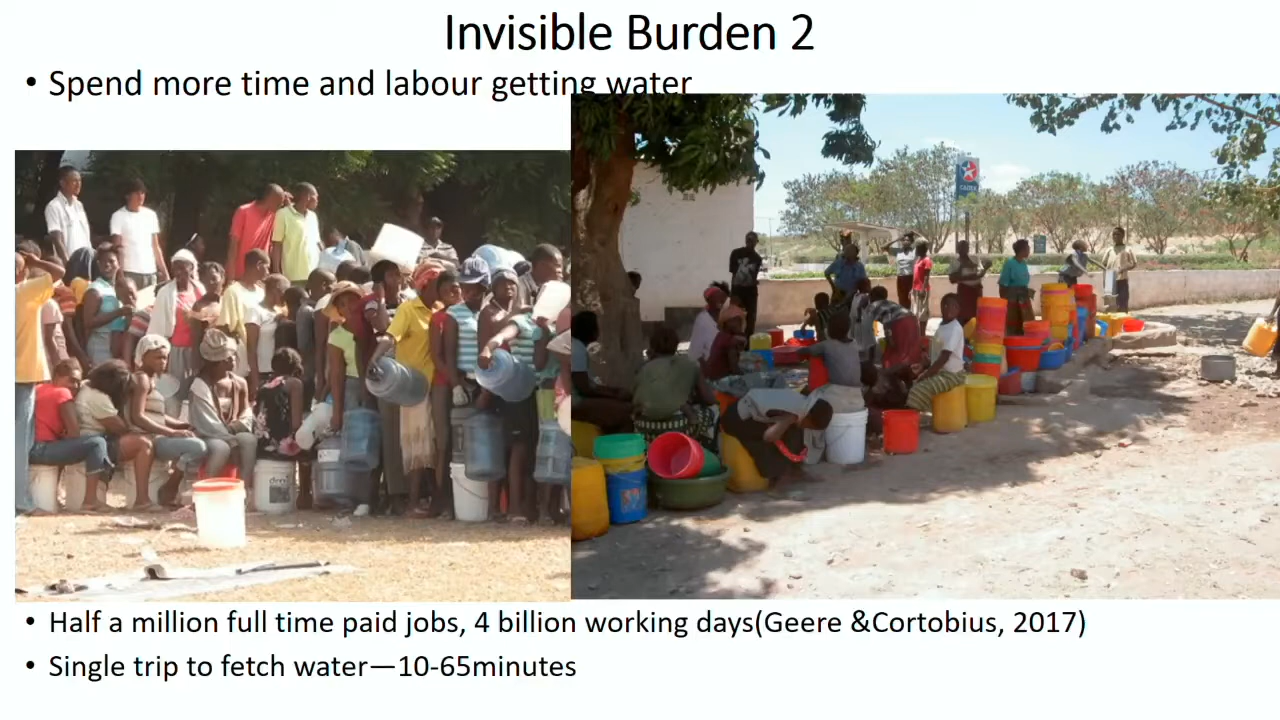 Invisible Burden 2
• Spend more time and labour getting water
CALTEX
• Half a million full time paid jobs, 4 billion working days(Geere &Cortobius, 2017)
• Single trip to fetch water—10-65minutes